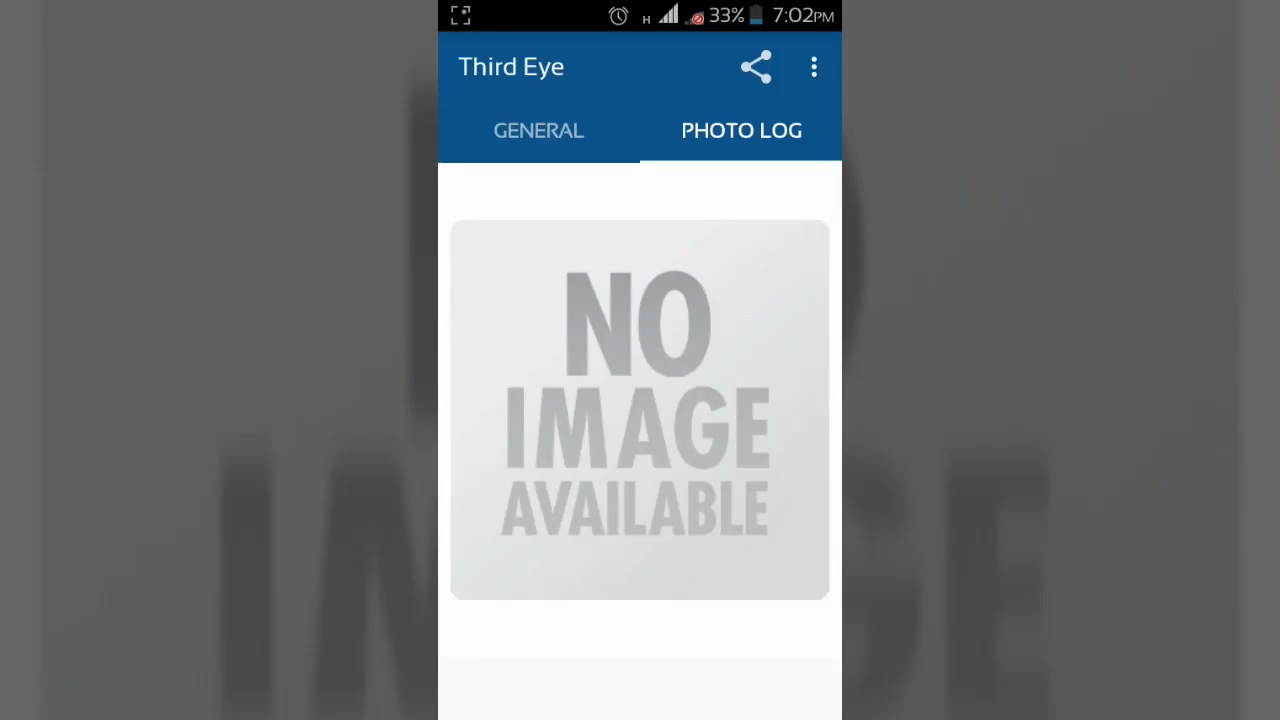 H 33% 7:02PM
Third Eye
GENERAL PHOTO LOG
NO
IMAGE
AVAILABLE